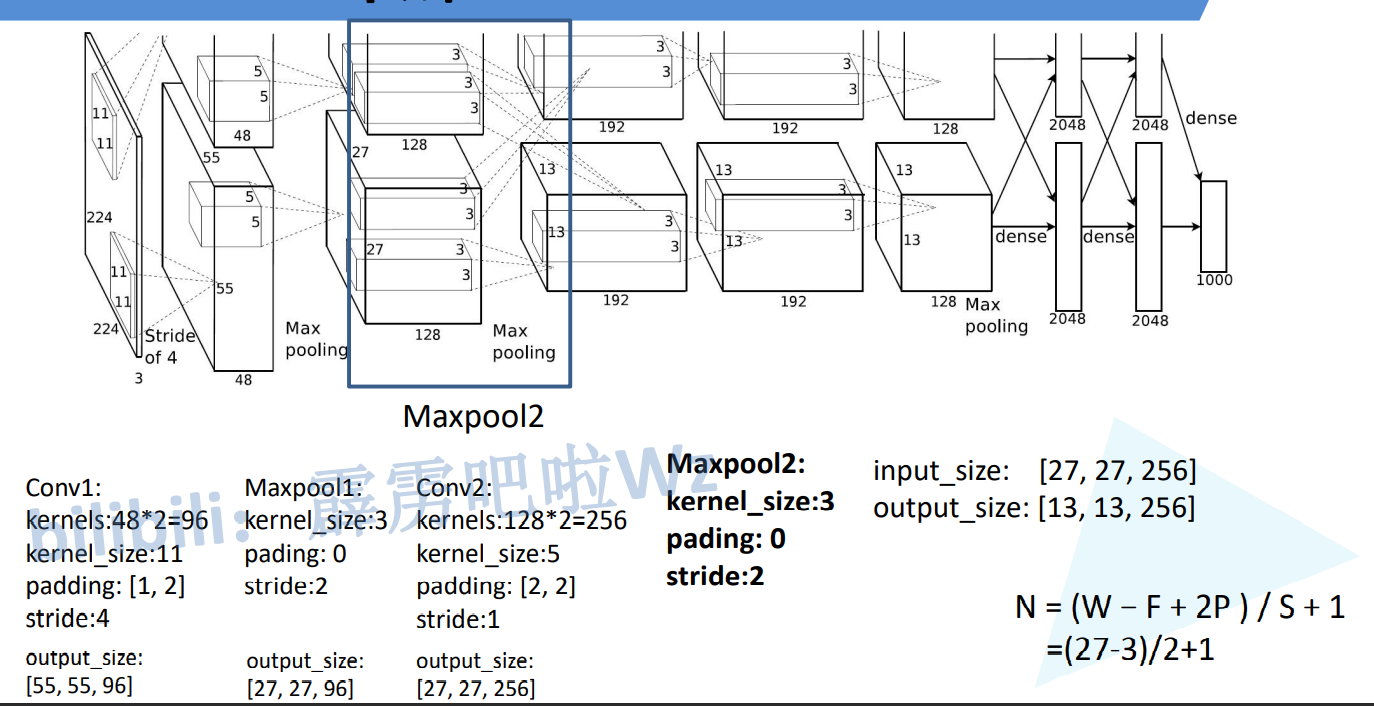 3
5
5
3
3
3
3
3
3
11
11
48
128
192
192
128
2048
2048
dense
55
27
13
13
13
5
5
3
3
3
3
224
27
3
3
13
3
3
13
13
dense
dense
11
11
55
1000
224
Stride
of 4
Max
pooling
128
Max
pooling
192
192
128
Max
pooling
2048
2048
3
48
Maxpool2
bilibili: 霹雳吧啦Wz
Conv1:
kernels:48*2=96
kernel_size:11
padding: [1, 2]
stride:4
output_size:
[55, 55, 96]
Maxpool1:
kernel_size:3
pading: 0
stride:2
output_size:
[27, 27, 96]
Conv2:
kernels:128*2=256
kernel_size:5
padding: [2, 2]
stride:1
output_size:
[27, 27, 256]
Maxpool2:
kernel_size:3
pading: 0
stride:2
input_size: [27, 27, 256]
output_size: [13, 13, 256]
N = (W – F + 2P ) / S + 1
=(27-3)/2+1